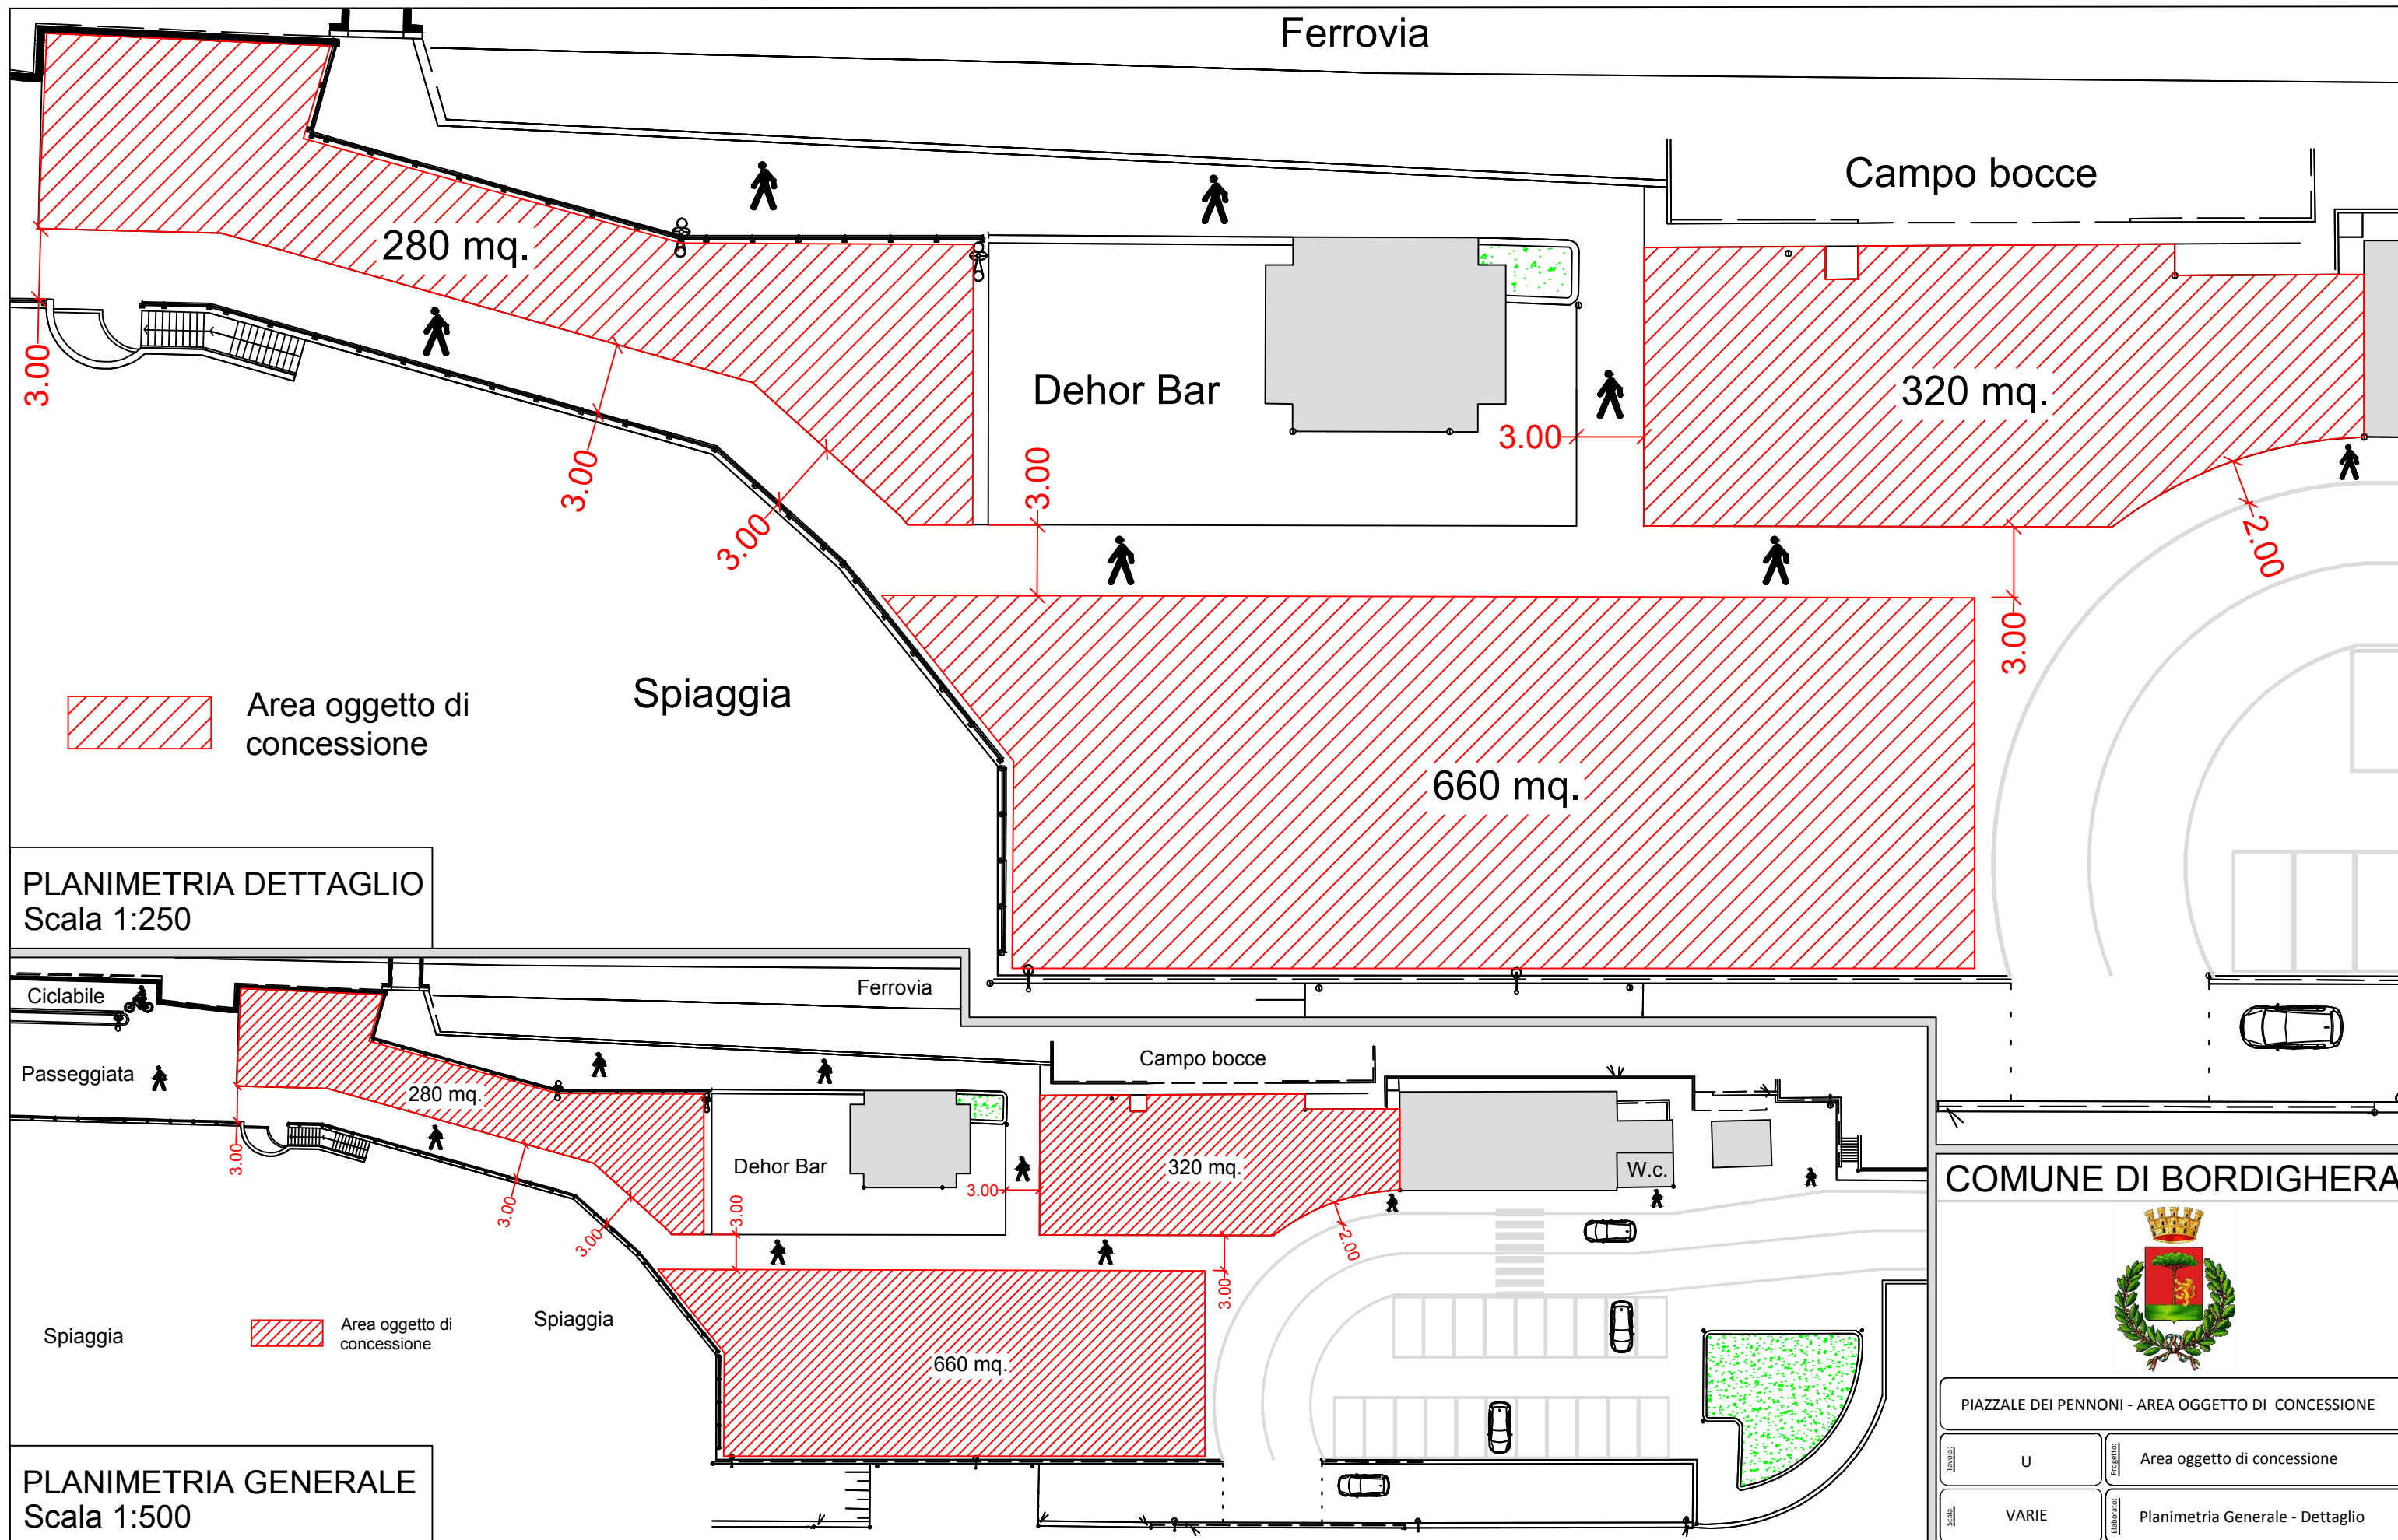 Ferrovia
Campo bocce
280 mq.
3.00
Dehor Bar
320 mq.
3.00
3.00
3.00
3.00
2.00
3.00
Area oggetto di
concessione
Spiaggia
660 mq.
PLANIMETRIA DETTAGLIO
Scala 1:250
Ciclabile
Ferrovia
Passeggiata
Campo bocce
280 mq.
3.00
Dehor Bar
320 mq.
W.c.
3.00
3.00
3.00
3.00
2.00
3.00
Spiaggia
Area oggetto di
concessione
Spiaggia
660 mq.
PLANIMETRIA GENERALE
Scala 1:500
COMUNE DI BORDIGHERA
PIAZZALE DEI PENNONI - AREA OGGETTO DI CONCESSIONE
Tavola:
U
Progetto:
Area oggetto di concessione
Scala:
VARIE
Elaborato:
Planimetria Generale - Dettaglio